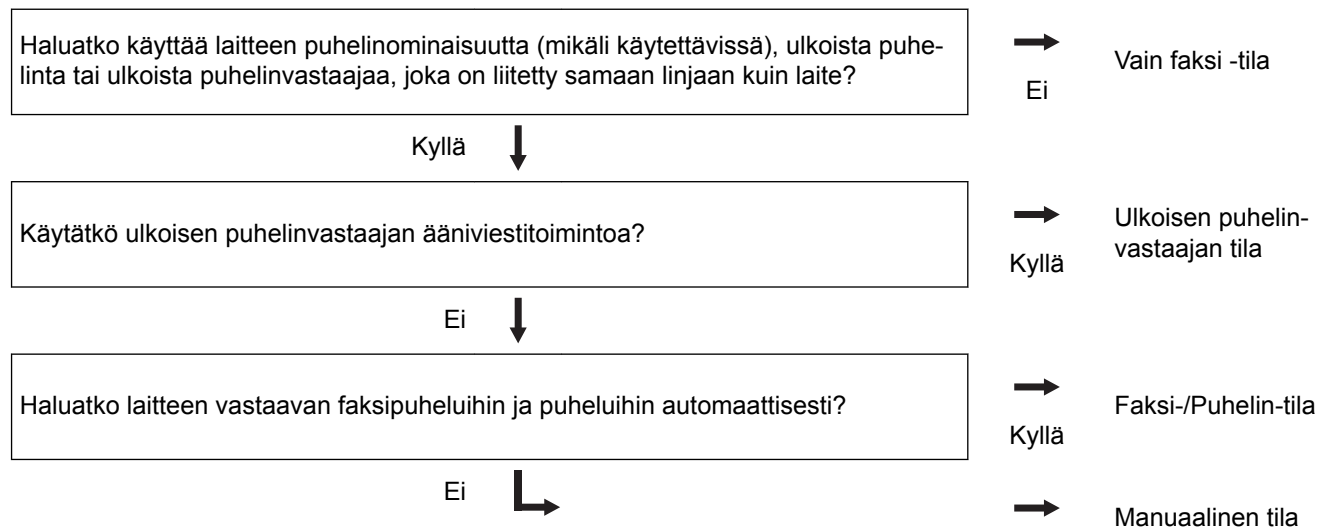 Haluatko käyttää laitteen puhelinominaisuutta (mikäli käytettävissä), ulkoista puhe-
linta tai ulkoista puhelinvastaajaa, joka on liitetty samaan linjaan kuin laite?
Vain faksi -tila
Ei
Kyllä
Käytätkö ulkoisen puhelinvastaajan ääniviestitoimintoa?
Ulkoisen puhelin-
vastaajan tila
Kyllä
Ei
Haluatko laitteen vastaavan faksipuheluihin ja puheluihin automaattisesti?
Faksi-/Puhelin-tila
Kyllä
Ei
Manuaalinen tila